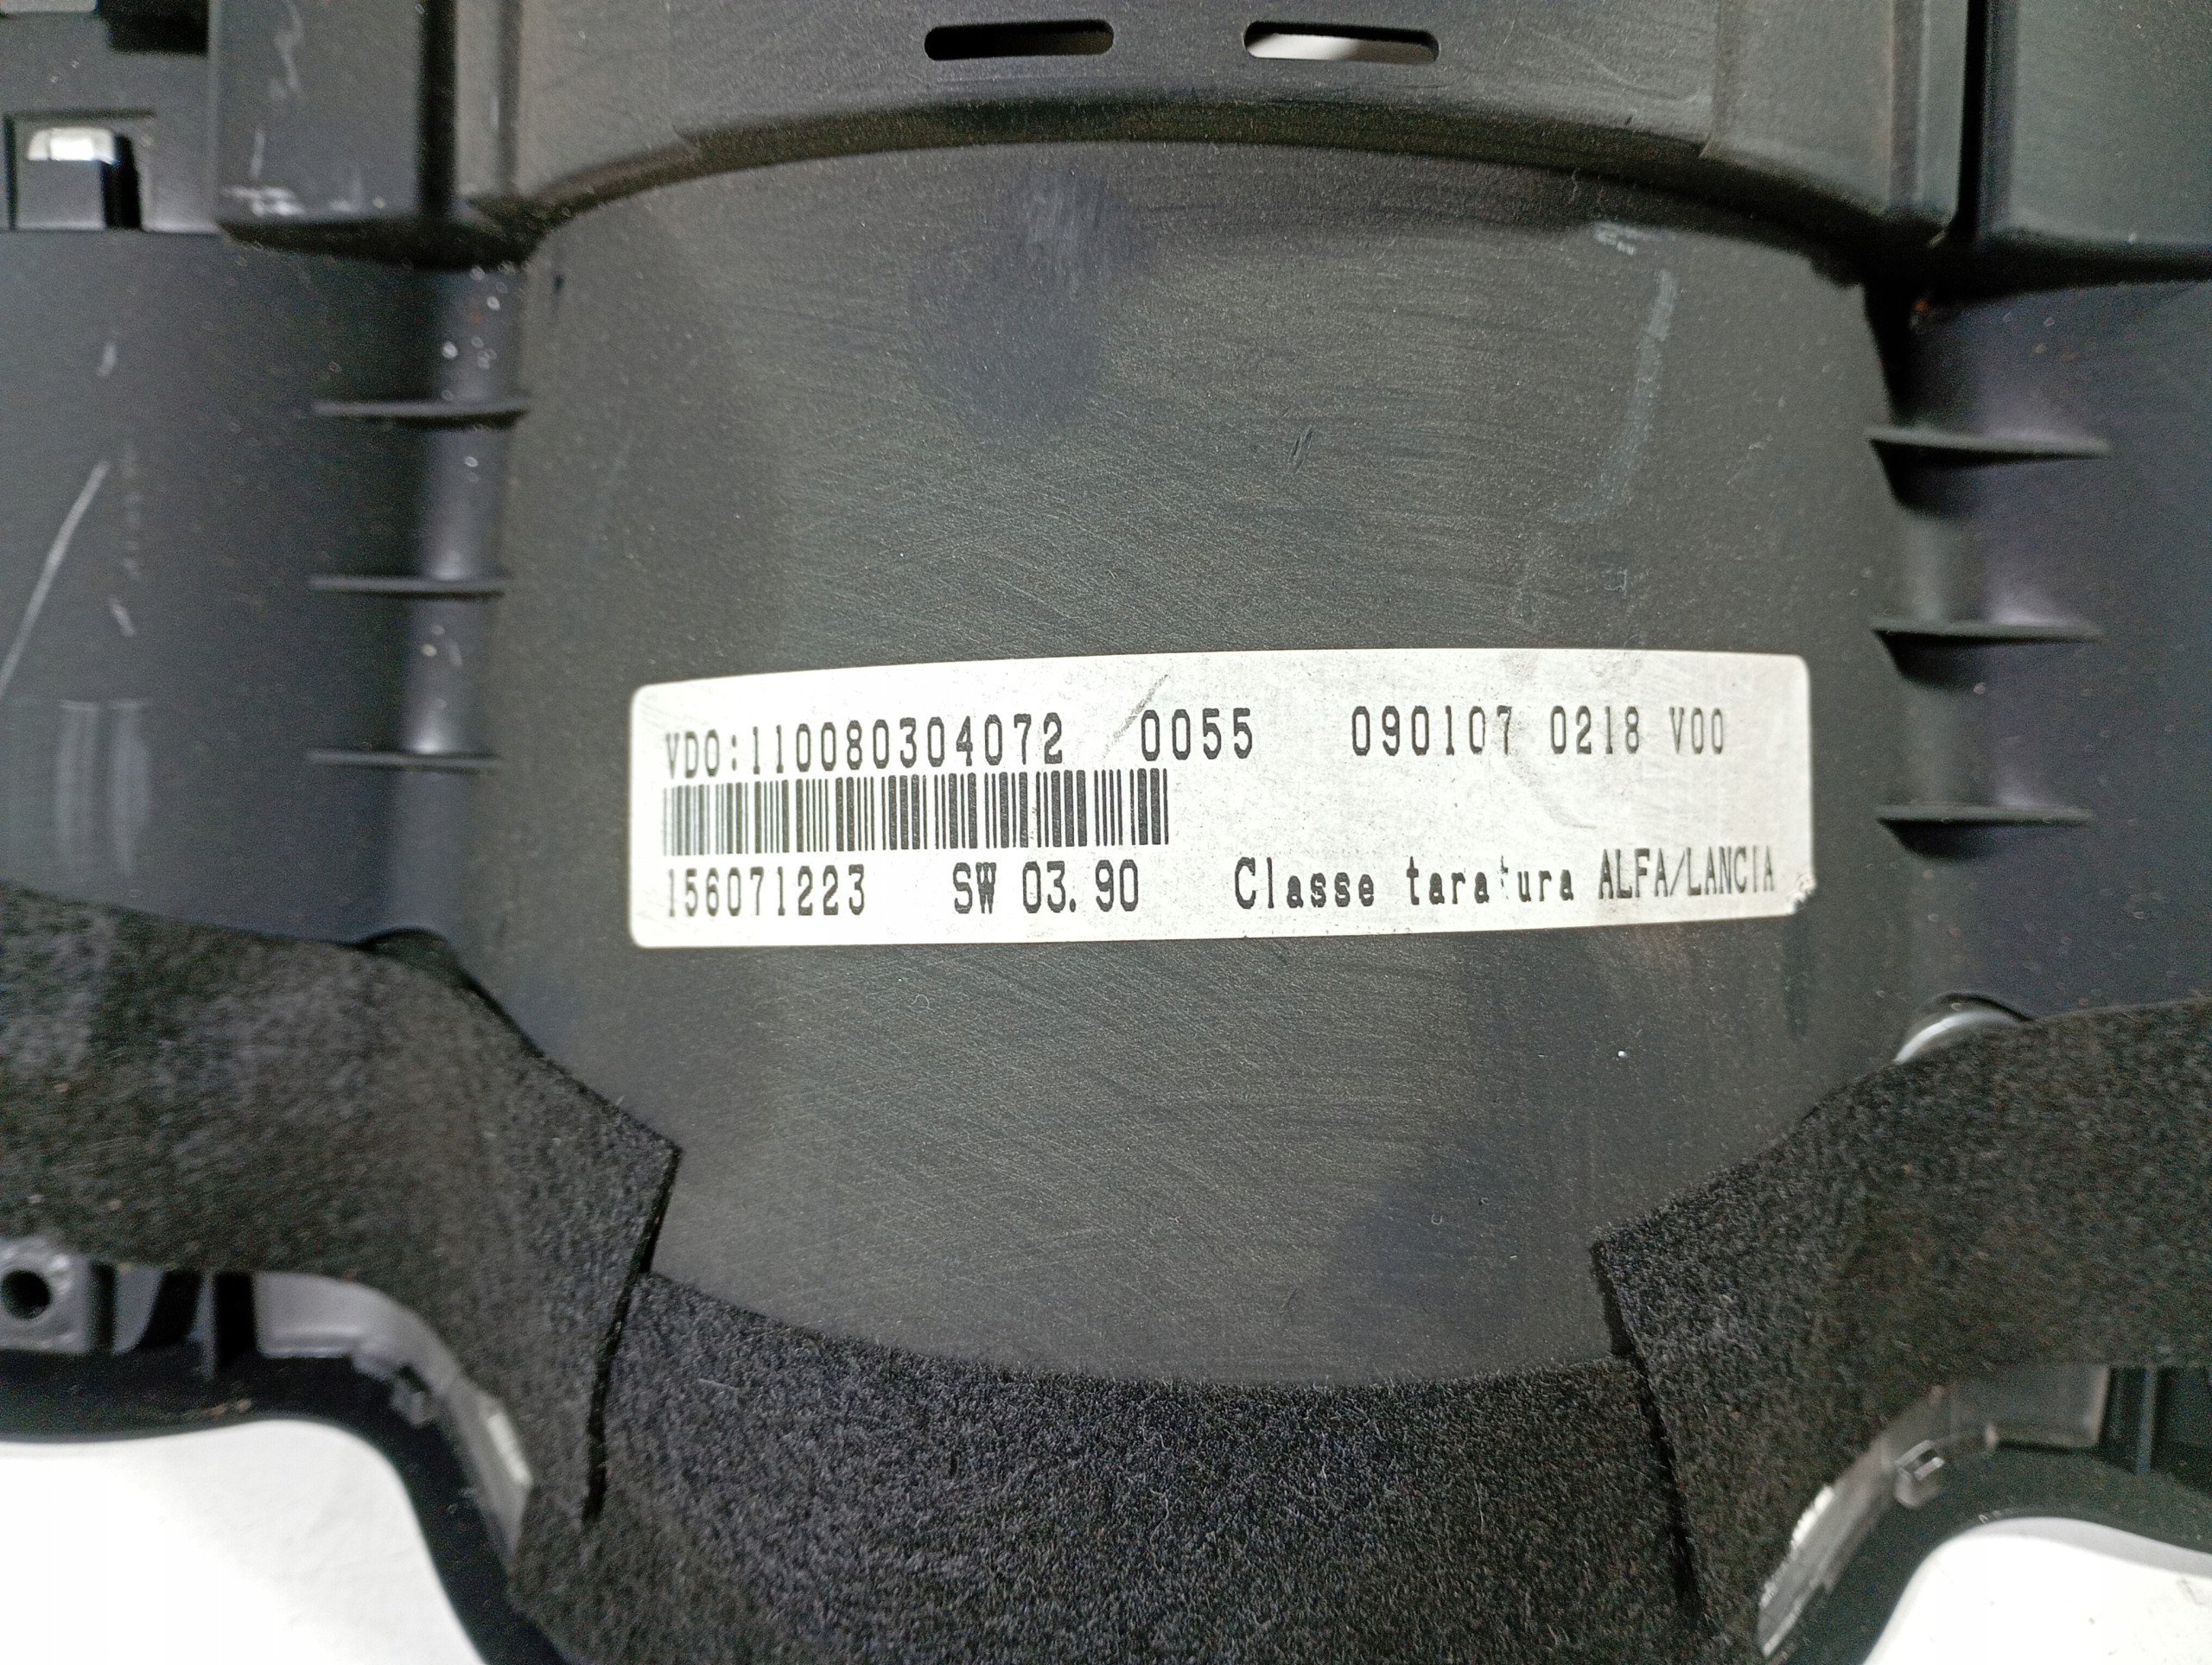 VDO:110080304072 0055 090107 0218 V00
156071223 SW 03.90 Classe taratura ALFA/LANCIA